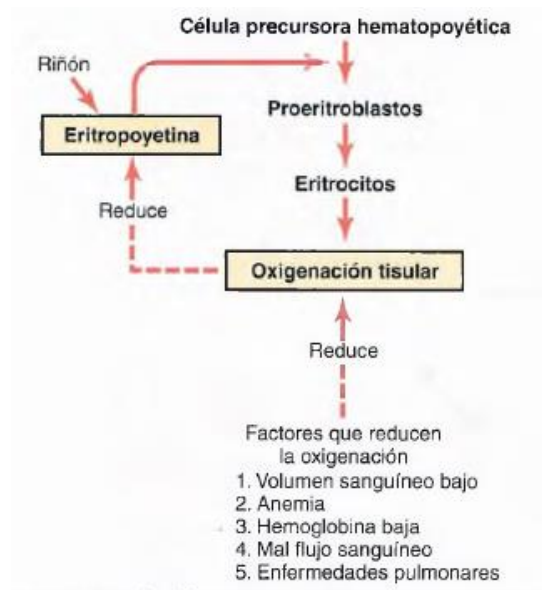 Célula precursora hematopoyética
Riñón
Proeritroblastos
Eritropoyetina
Eritrocitos
Reduce
Oxigenación tisular
Reduce
Factores que reducen
la oxigenación
1. Volumen sanguíneo bajo
2. Anemia
3. Hemoglobina baja
4. Mal flujo sanguíneo
5. Enfermedades pulmonares